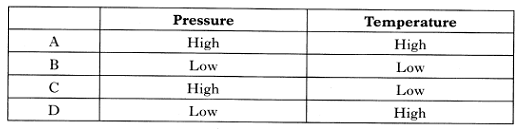 Pressure Temperature
A High High
B Low Low
C High Low
D Low High